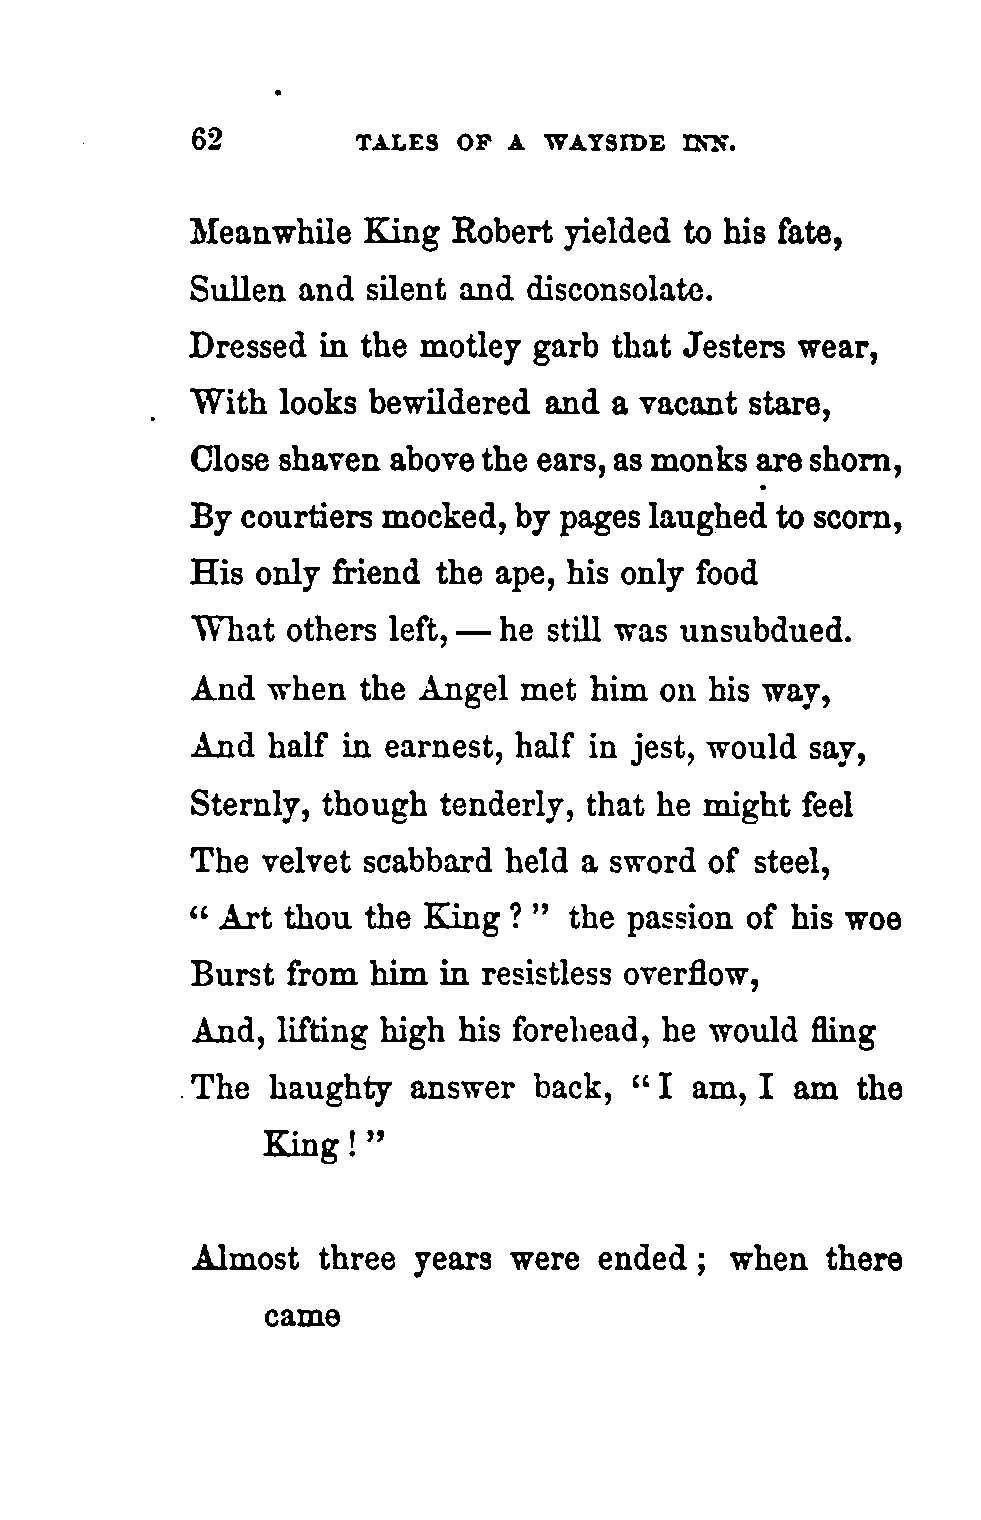 62 TALES OF A WAYSIDE INN.
Meanwhile King Robert yielded to his fate,
Sullen and silent and disconsolate.
Dressed in the motley garb that Jesters wear,
With looks bewildered and a vacant stare,
Close shaven above the ears, as monks are shorn,
By courtiers mocked, by pages laughed to scorn,
His only friend the ape, his only food
What others left, — he still was unsubdued.
And when the Angel met him on his way,
And half in earnest, half in jest, would say,
Sternly, though tenderly, that he might feel
The velvet scabbard held a sword of steel,
“ Art thou the King ? ” the passion of his woe
Burst from him in resistless overflow,
And, lifting high his forehead, he would fling
The haughty answer back, “ I am, I am the
King ! ”
Almost three years were ended ; when there
came